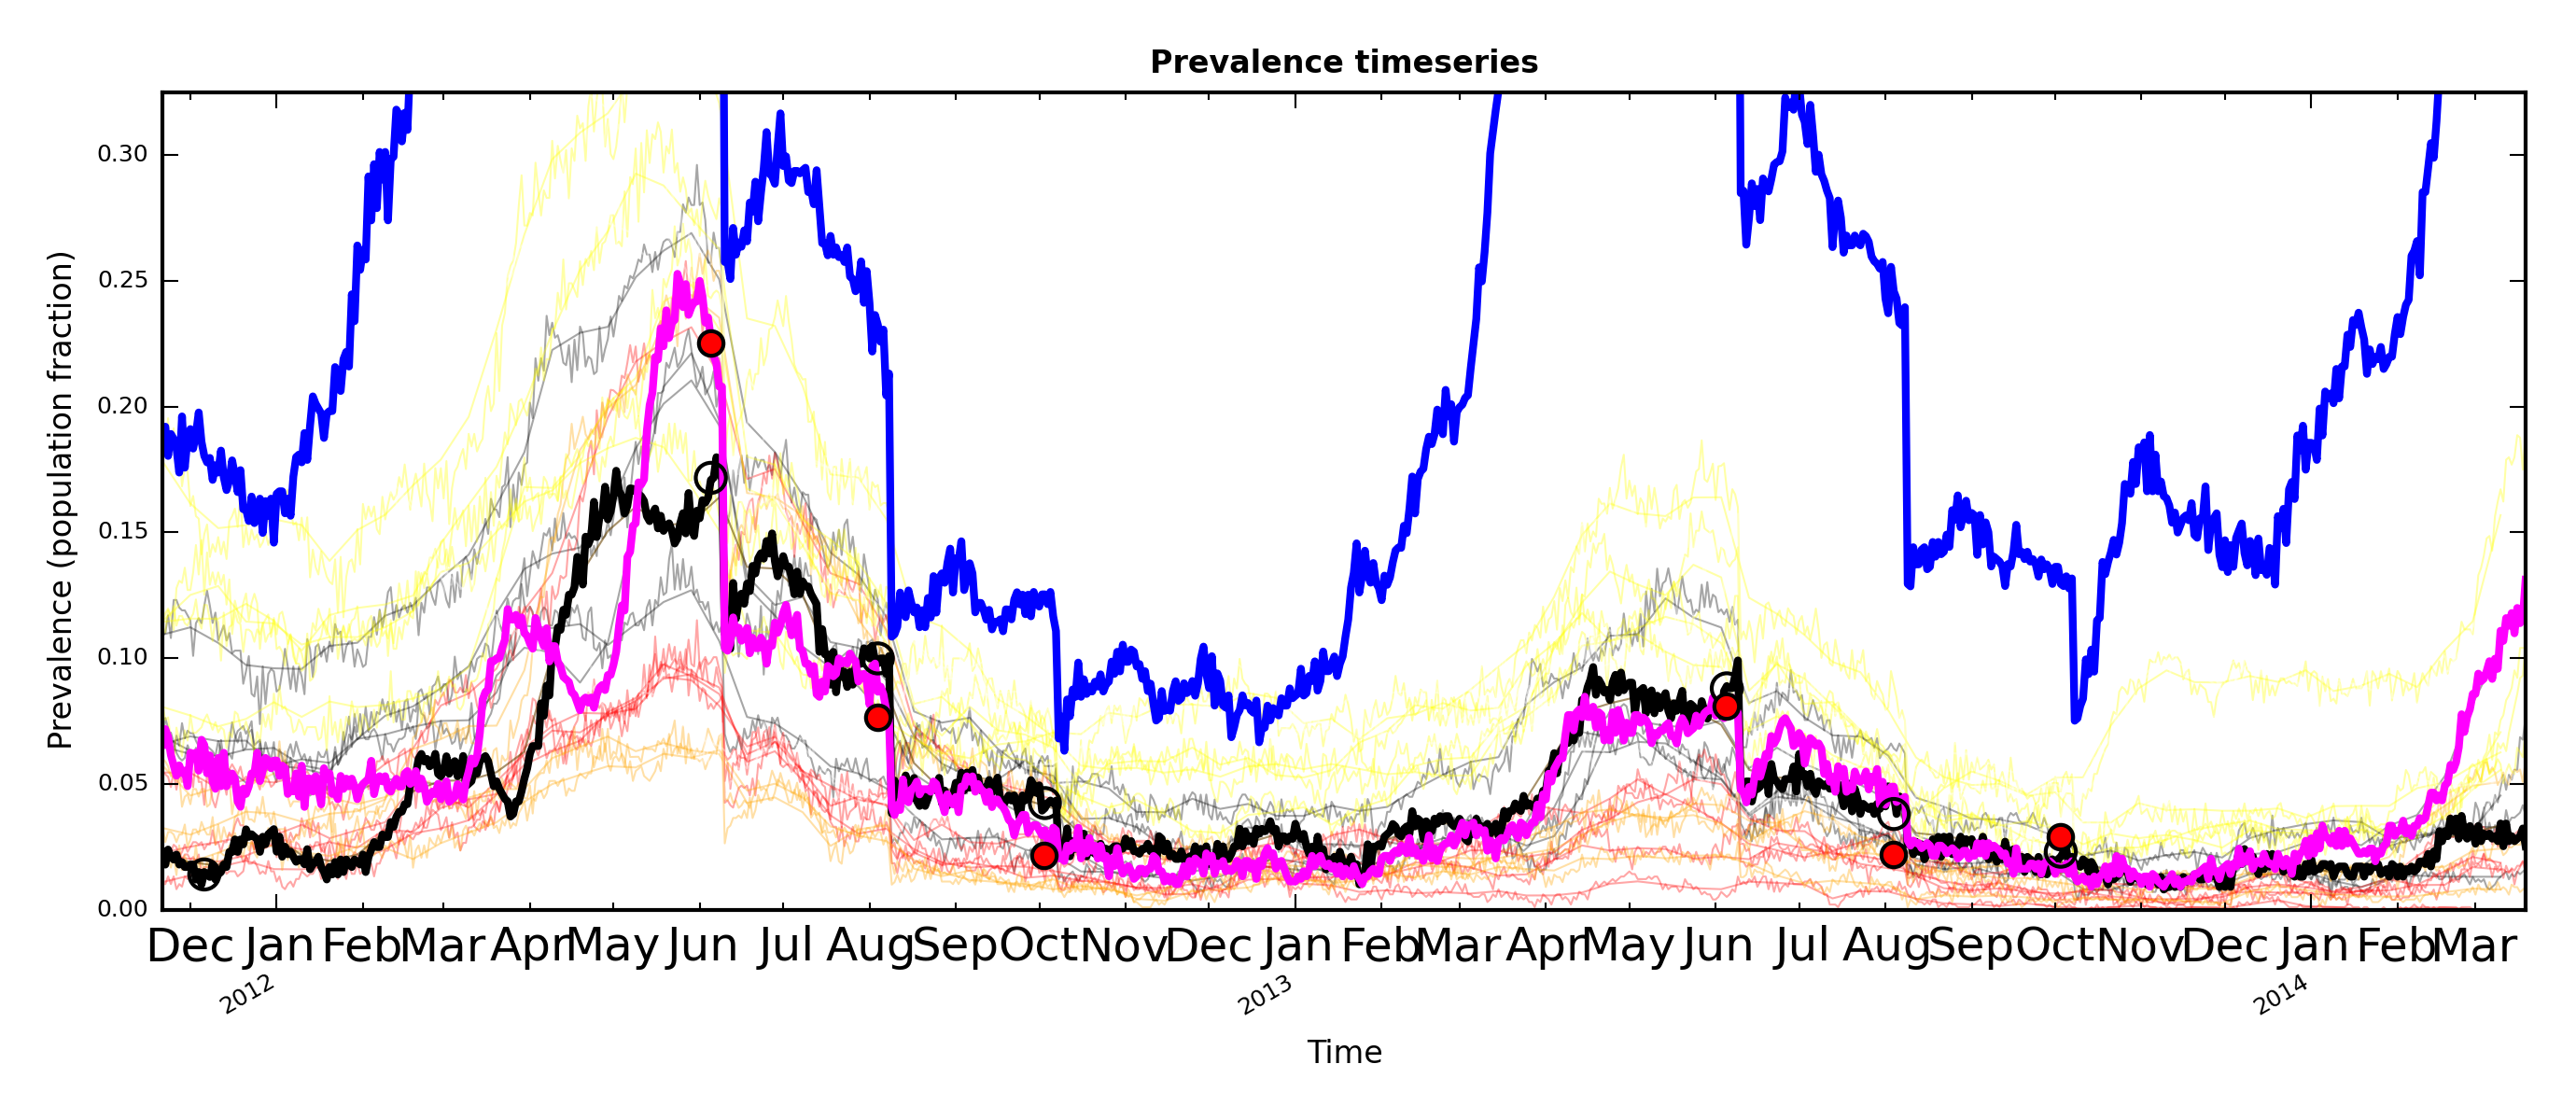 Prevalence timeseries
Prevalence (population fraction)
0.30
0.25
0.20
0.15
0.10
0.05
0.00
Dec Jan Feb Mar Apr May Jun Jul Aug Sep Oct Nov Dec Jan Feb Mar Apr May Jun Jul Aug Sep Oct Nov Dec Jan Feb Mar
2012 2013 2014
Time